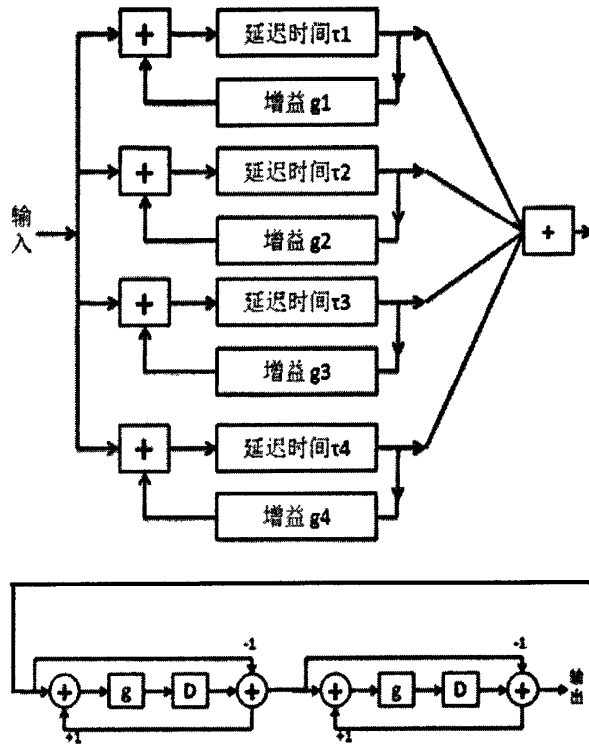 +
延迟时间τ1
增益 g1
+
延迟时间τ2
增益 g2
输入
+
+
延迟时间τ3
增益 g3
+
延迟时间τ4
增益 g4
-1
-1
+
g
D
+
+
g
D
+
输出
+1
+1